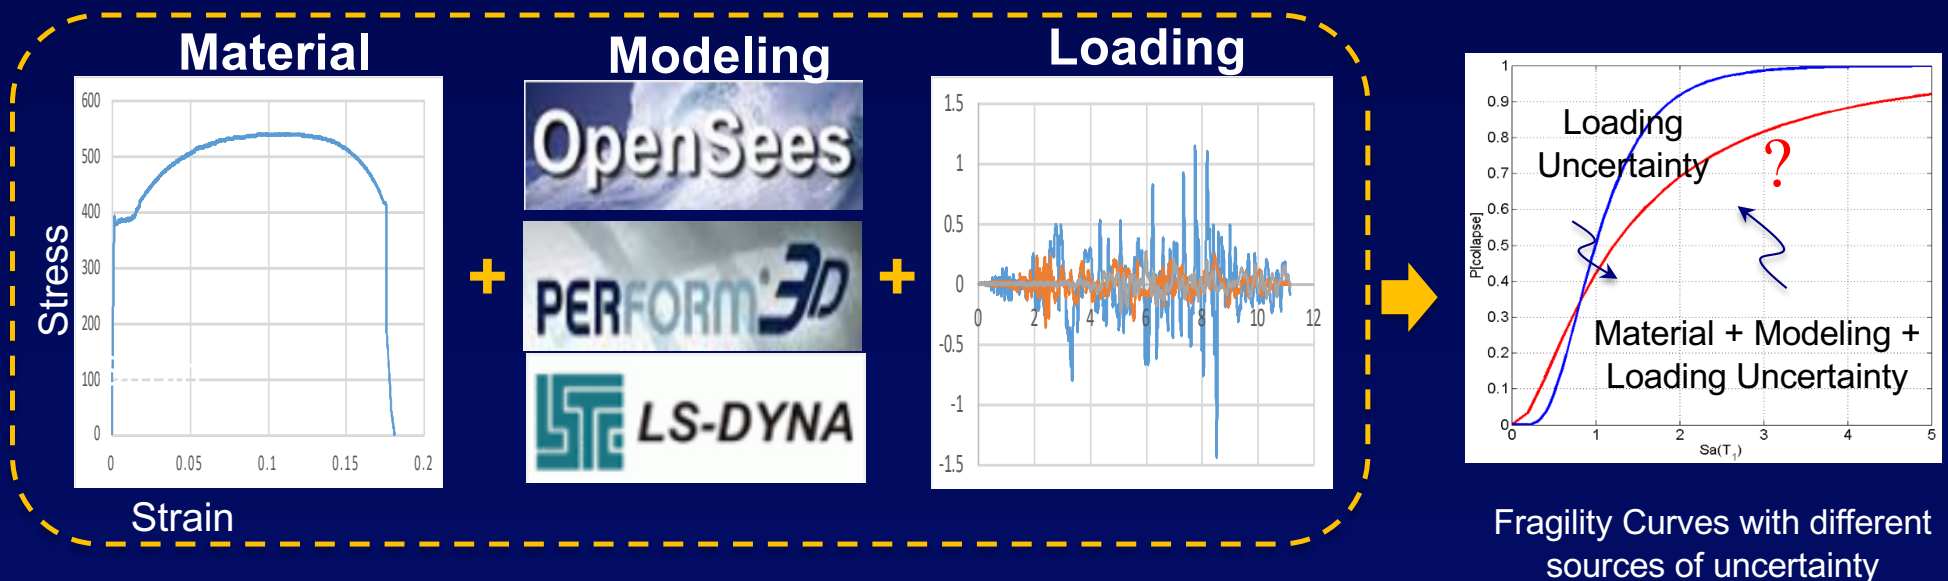 Material
Modeling
Loading
600
500
400
300
200
100
0
0
0.05
0.1
0.15
0.2
Stress
Strain
+
OpenSees
PERFORM 3D
LS-DYNA
+
1.5
1
0.5
0
-0.5
-1
-1.5
0
2
4
6
8
10
12
1
0.9
0.8
0.7
0.6
0.5
0.4
0.3
0.2
0.1
0
0
1
2
3
4
5
P[collapse]
Sa(T1)
Loading
Uncertainty
?
Material + Modeling +
Loading Uncertainty
Fragility Curves with different
sources of uncertainty